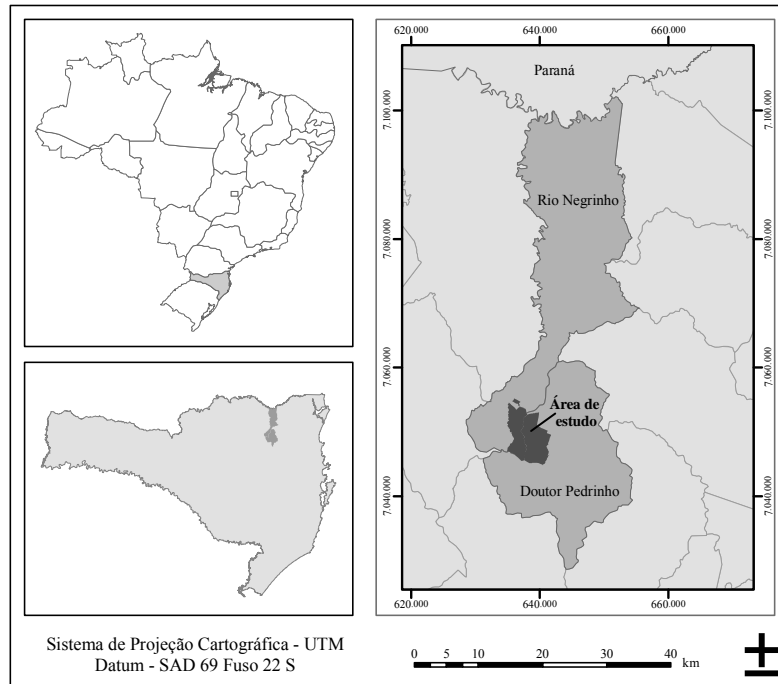 620.000
640.000
660.000
Paraná
7.100.000
7.100.000
Rio Negrinho
7.080.000
7.080.000
7.060.000
7.060.000
Área de
estudo
Doutor Pedrinho
7.040.000
7.040.000
620.000
640.000
660.000
Sistema de Projeção Cartográfica - UTM
Datum - SAD 69 Fuso 22 S
0 5 10 20 30 40
km